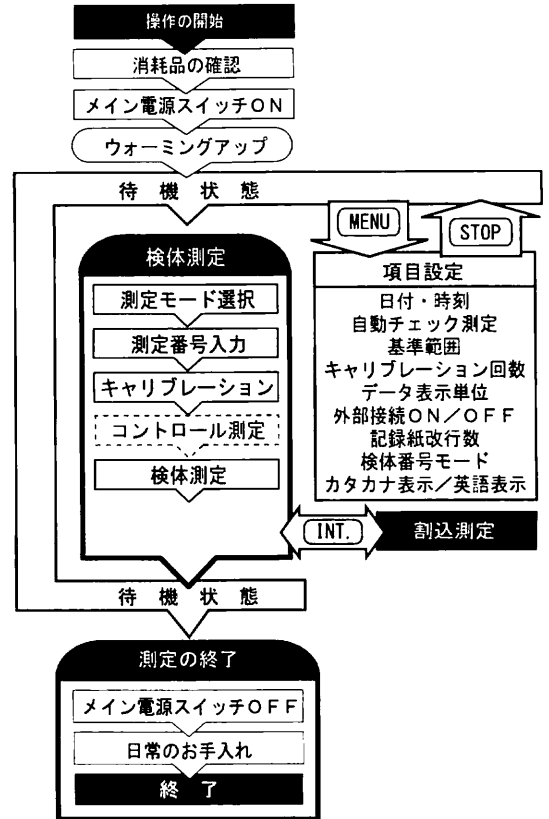 操作の開始
消耗品の確認
メイン電源スイッチON
ウォーミングアップ
待機状態
MENU
STOP
検体測定
測定モード選択
測定番号入力
キャリブレーション
コントロール測定
検体測定
項目設定
日付・時刻
自動チェック測定
基準範囲
キャリブレーション回数
データ表示単位
外部接続ON/OFF
記録紙改行数
検体番号モード
カタカナ表示/英語表示
INT.
割込測定
待機状態
測定の終了
メイン電源スイッチOFF
日常のお手入れ
終了